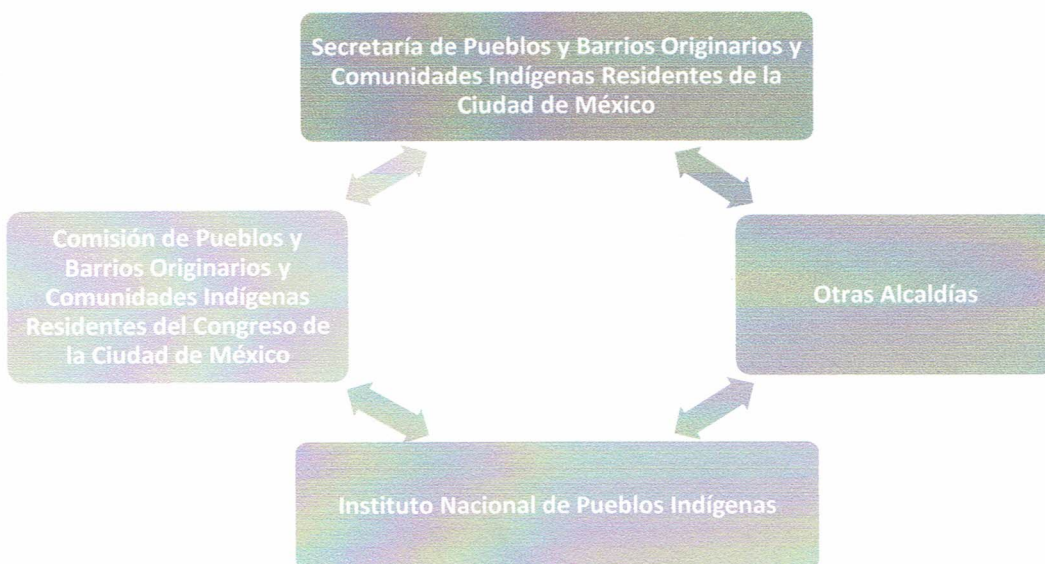 Secretaría de Pueblos y Barrios Originarios y
Comunidades Indígenas Residentes de la
Ciudad de México
Comisión de Pueblos y
Barrios Originarios y
Comunidades Indígenas
Residentes del Congreso de
la Ciudad de México
Otras Alcaldías
Instituto Nacional de Pueblos Indígenas